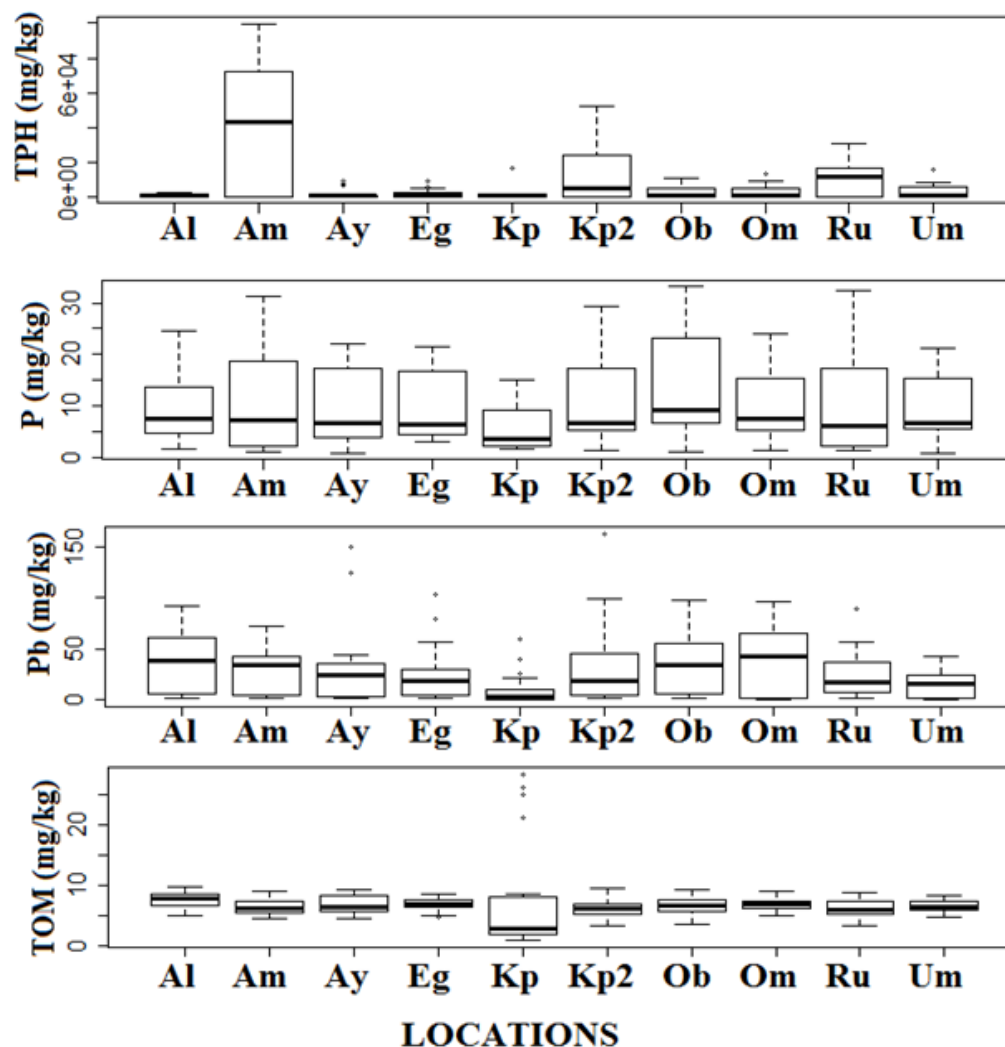 TPH (mg/kg)
6e+04
0e+00
Al Am Ay Eg Kp Kp2 Ob Om Ru Um
P (mg/kg)
30
20
10
0
Al Am Ay Eg Kp Kp2 Ob Om Ru Um
Pb (mg/kg)
150
50
0
Al Am Ay Eg Kp Kp2 Ob Om Ru Um
TOM (mg/kg)
20
10
0
Al Am Ay Eg Kp Kp2 Ob Om Ru Um
LOCATIONS